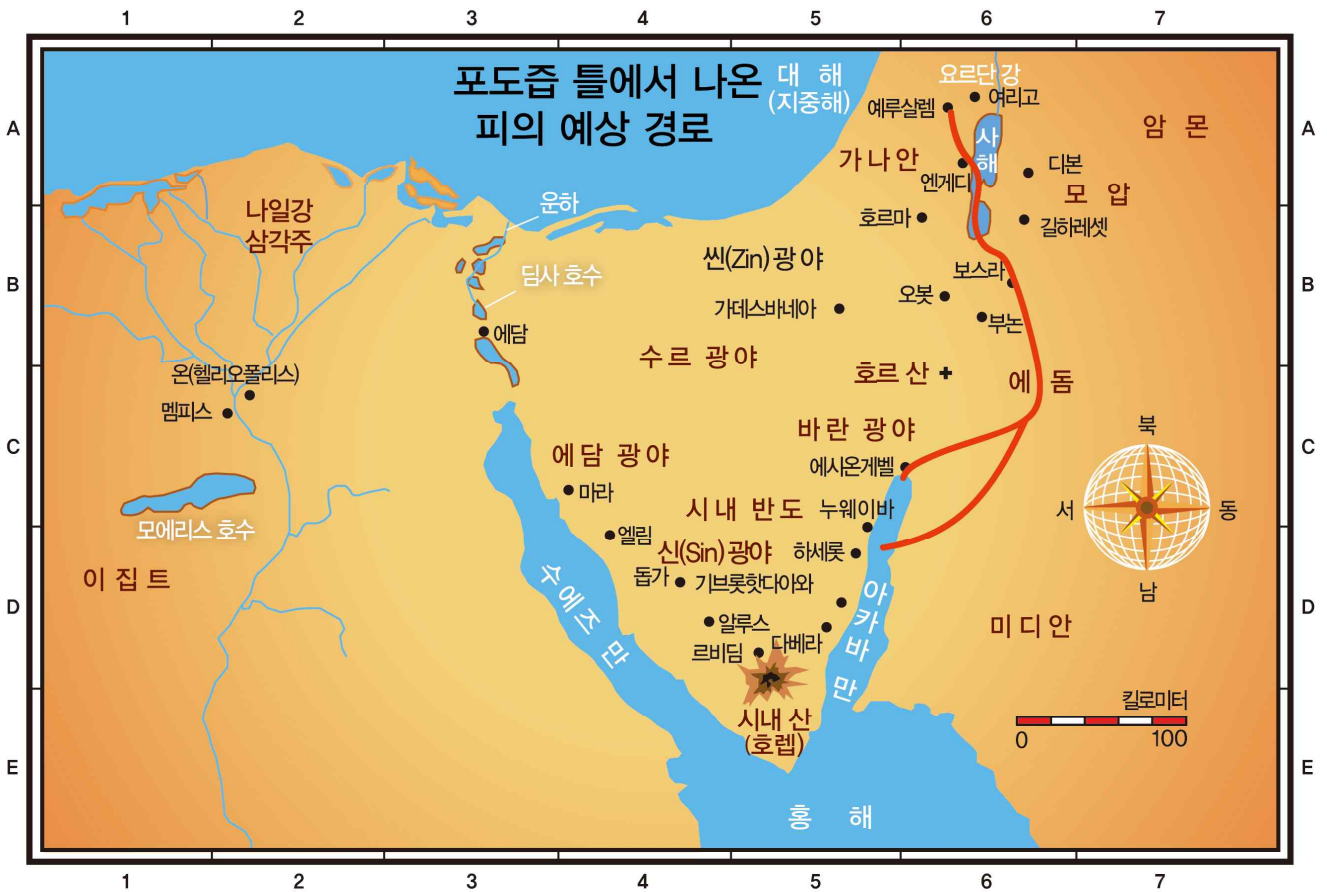 1 2 3 4 5 6 7
포도즙 틀에서 나온
피의 예상 경로
대 해
(지중해)
요르단 강
여리고
예루살렘
A
A
암 몬
사해
가나안
엔게디
디본
모 압
나일강
삼각주
운하
호르마
길하레셋
씬(Zin)광야
딤사 호수
보스라
B
B
오봇
가데스바네아
부논
에담
수르 광야
호르 산
에 돔
온(헬리오폴리스)
멤피스
바란 광야
북
C
C
에담 광야
에시온게벨
마라
시내 반도
누웨이바
서
동
모에리스 호수
엘림
신(Sin)광야
하세롯
이 집 트
돕가
기브롯핫다아와
남
D
D
수에즈 만
아카바 만
알루스
미 디 안
르비딤
다베라
킬로미터
시내 산
(호렙)
0 100
E
E
홍 해
1 2 3 4 5 6 7